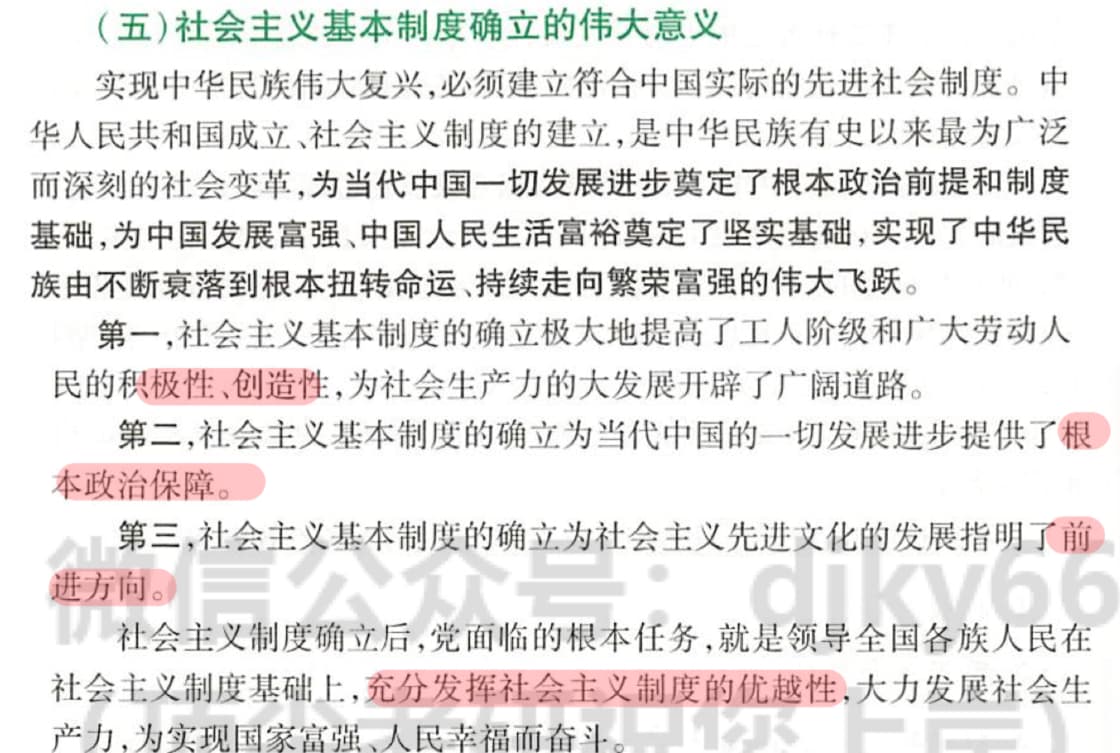 （五）社会主义基本制度确立的伟大意义
实现中华民族伟大复兴,必须建立符合中国实际的先进社会制度。中
华人民共和国成立、社会主义制度的建立,是中华民族有史以来最为广泛
而深刻的社会变革,为当代中国一切发展进步奠定了根本政治前提和制度
基础,为中国发展富强、中国人民生活富裕奠定了坚实基础,实现了中华民
族由不断衰落到根本扭转命运、持续走向繁荣富强的伟大飞跃。
第一,社会主义基本制度的确立极大地提高了工人阶级和广大劳动人
民的积极性、创造性,为社会生产力的大发展开辟了广阔道路。
第二,社会主义基本制度的确立为当代中国的一切发展进步提供了根
本政治保障。
第三,社会主义基本制度的确立为社会主义先进文化的发展指明了前
进方向。
微信公众号：djky66
社会主义制度确立后,党面临的根本任务,就是领导全国各族人民在
社会主义制度基础上,充分发挥社会主义制度的优越性,大力发展社会生
产力,为实现国家富强、人民幸福而奋斗。